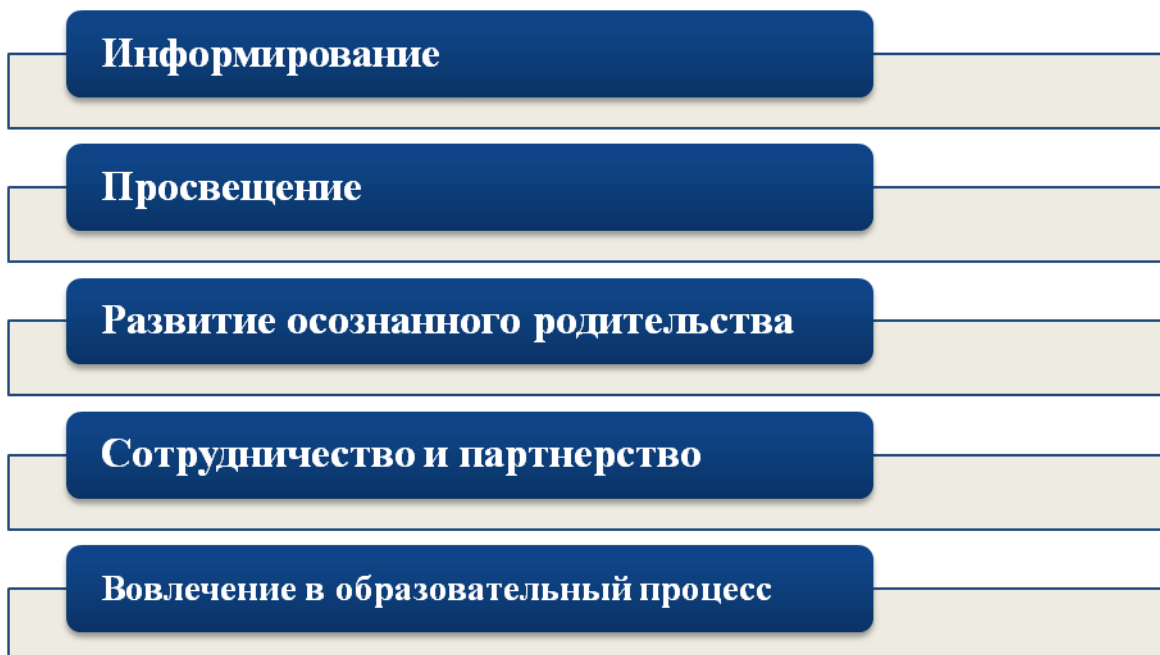 Информирование
Просвещение
Развитие осознанного родительства
Сотрудничество и партнерство
Вовлечение в образовательный процесс